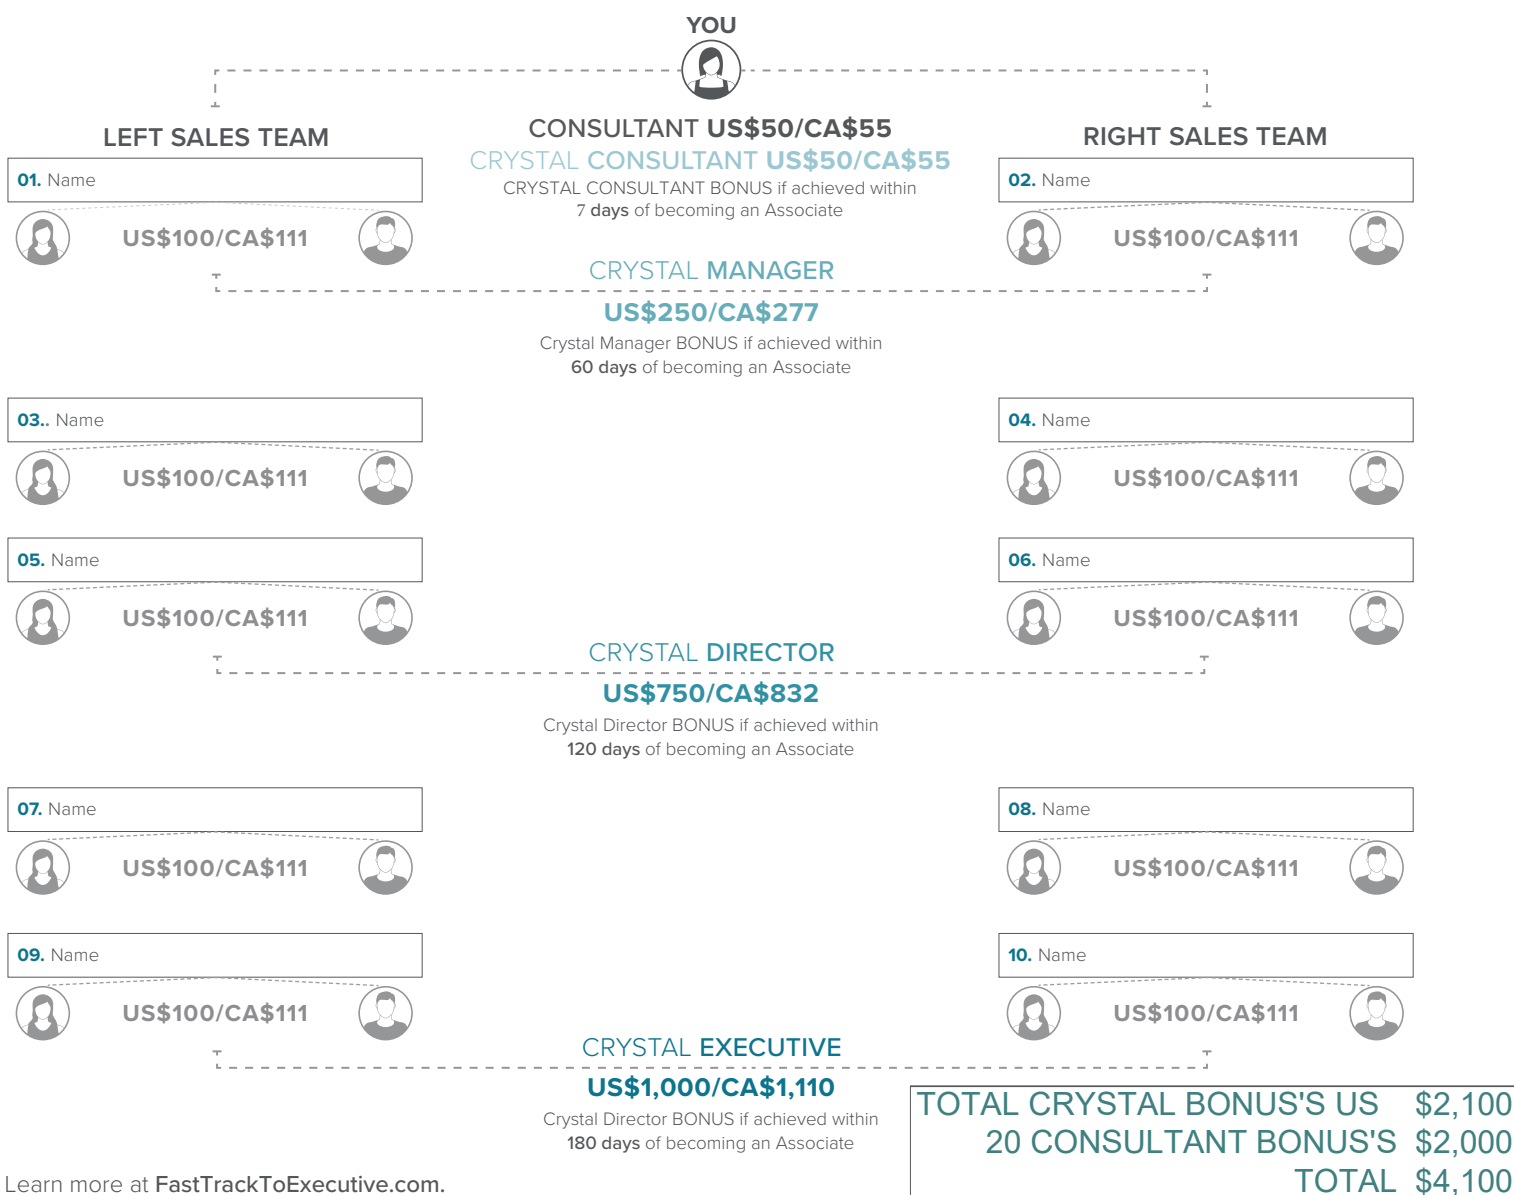 YOU
LEFT SALES TEAM
CONSULTANT US$50/CA$55
RIGHT SALES TEAM
CRYSTAL CONSULTANT US$50/CA$55
01. Name
CRYSTAL CONSULTANT BONUS if achieved within
7 days of becoming an Associate
02. Name
US$100/CA$111
US$100/CA$111
CRYSTAL MANAGER
US$250/CA$277
Crystal Manager BONUS if achieved within
60 days of becoming an Associate
03.. Name
04. Name
US$100/CA$111
US$100/CA$111
05. Name
06. Name
US$100/CA$111
US$100/CA$111
CRYSTAL DIRECTOR
US$750/CA$832
Crystal Director BONUS if achieved within
120 days of becoming an Associate
07. Name
08. Name
US$100/CA$111
US$100/CA$111
09. Name
10. Name
US$100/CA$111
US$100/CA$111
CRYSTAL EXECUTIVE
US$1,000/CA$1,110
Crystal Director BONUS if achieved within
180 days of becoming an Associate
TOTAL CRYSTAL BONUS'S US $2,100
20 CONSULTANT BONUS'S $2,000
TOTAL $4,100
Learn more at FastTrackToExecutive.com.